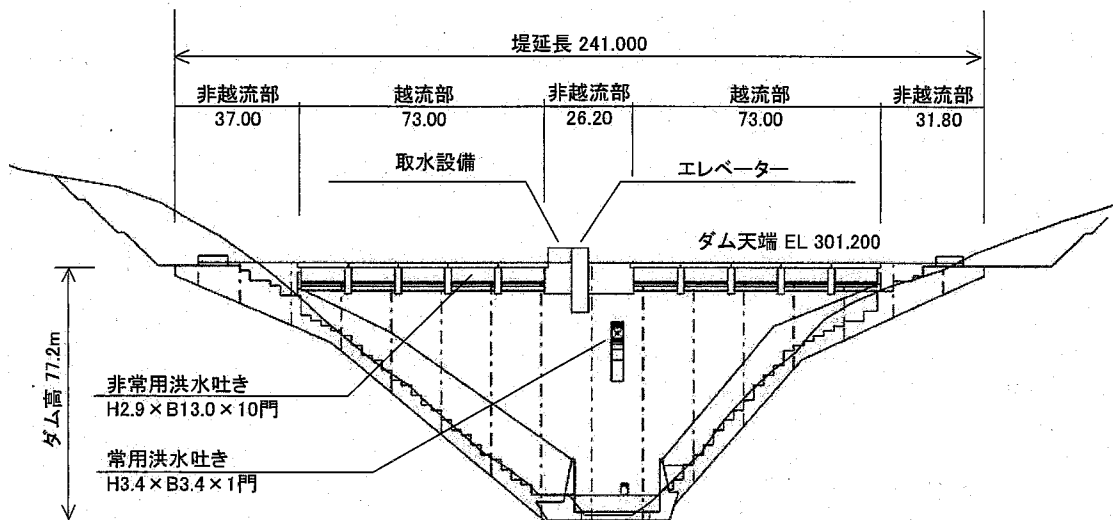 堤延長 241.000
非越流部 越流部 非越流部 越流部 非越流部
37.00 73.00 26.20 73.00 31.80
取水設備 エレベーター
ダム天端 EL 301.200
ダム高 77.2m
非常用洪水吐き
H2.9×B13.0×10門
常用洪水吐き
H3.4×B3.4×1門